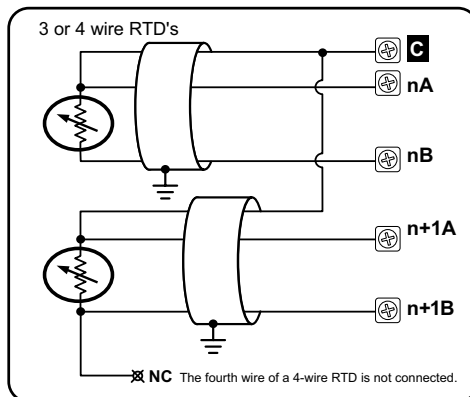 3 or 4 wire RTD's
C
nA
nB
n+1A
n+1B
NC The fourth wire of a 4-wire RTD is not connected.